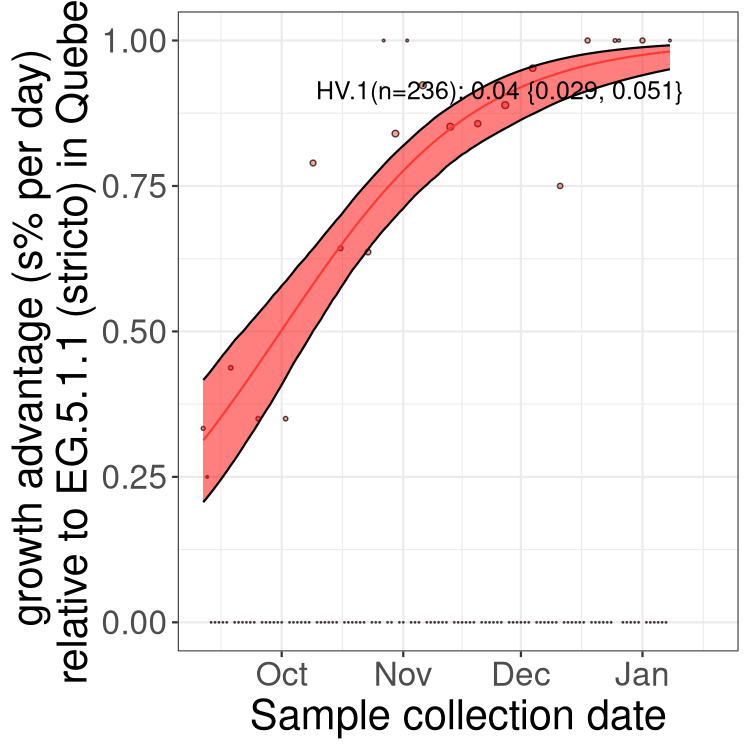 growth advantage (s% per day)
relative to EG.5.1.1 (stricto) in Quebe
1.00
0.75
0.50
0.25
0.00
HV.1(n=236): 0.04 {0.029, 0.051}
Oct Nov Dec Jan
Sample collection date